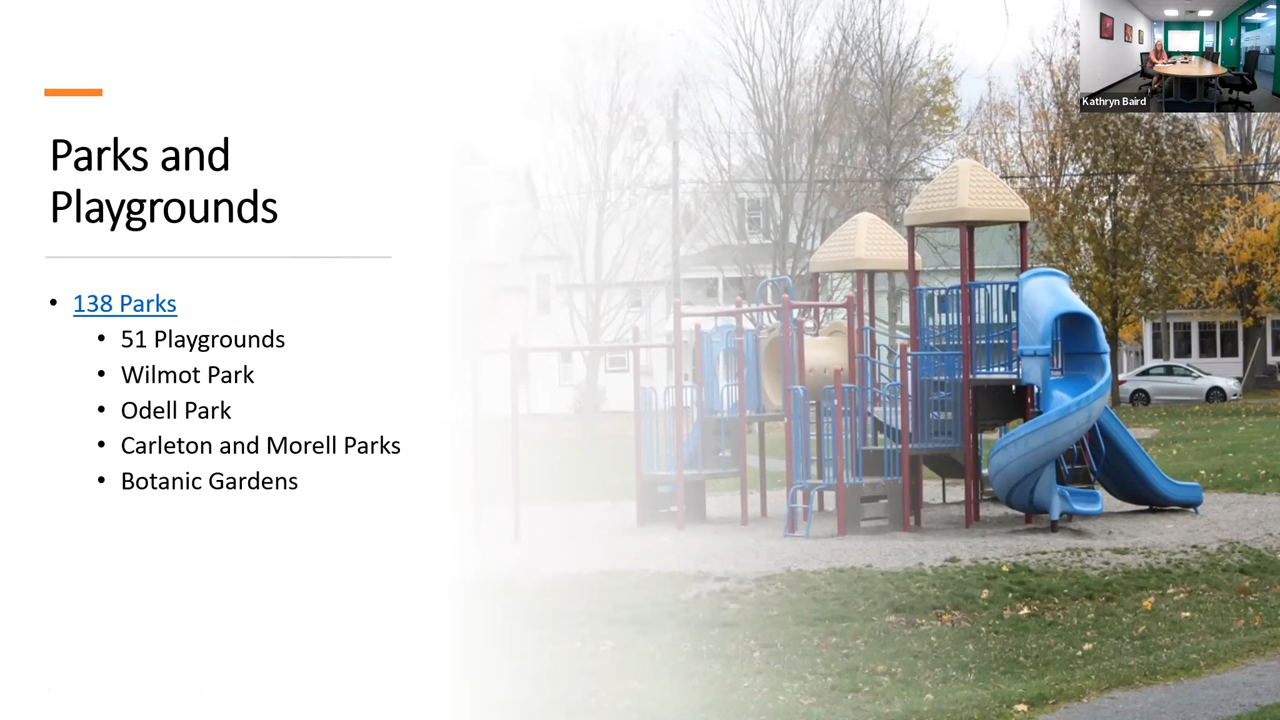 Kathryn Baird
Parks and
Playgrounds
138 Parks
51 Playgrounds
Wilmot Park
Odell Park
Carleton and Morell Parks
Botanic Gardens